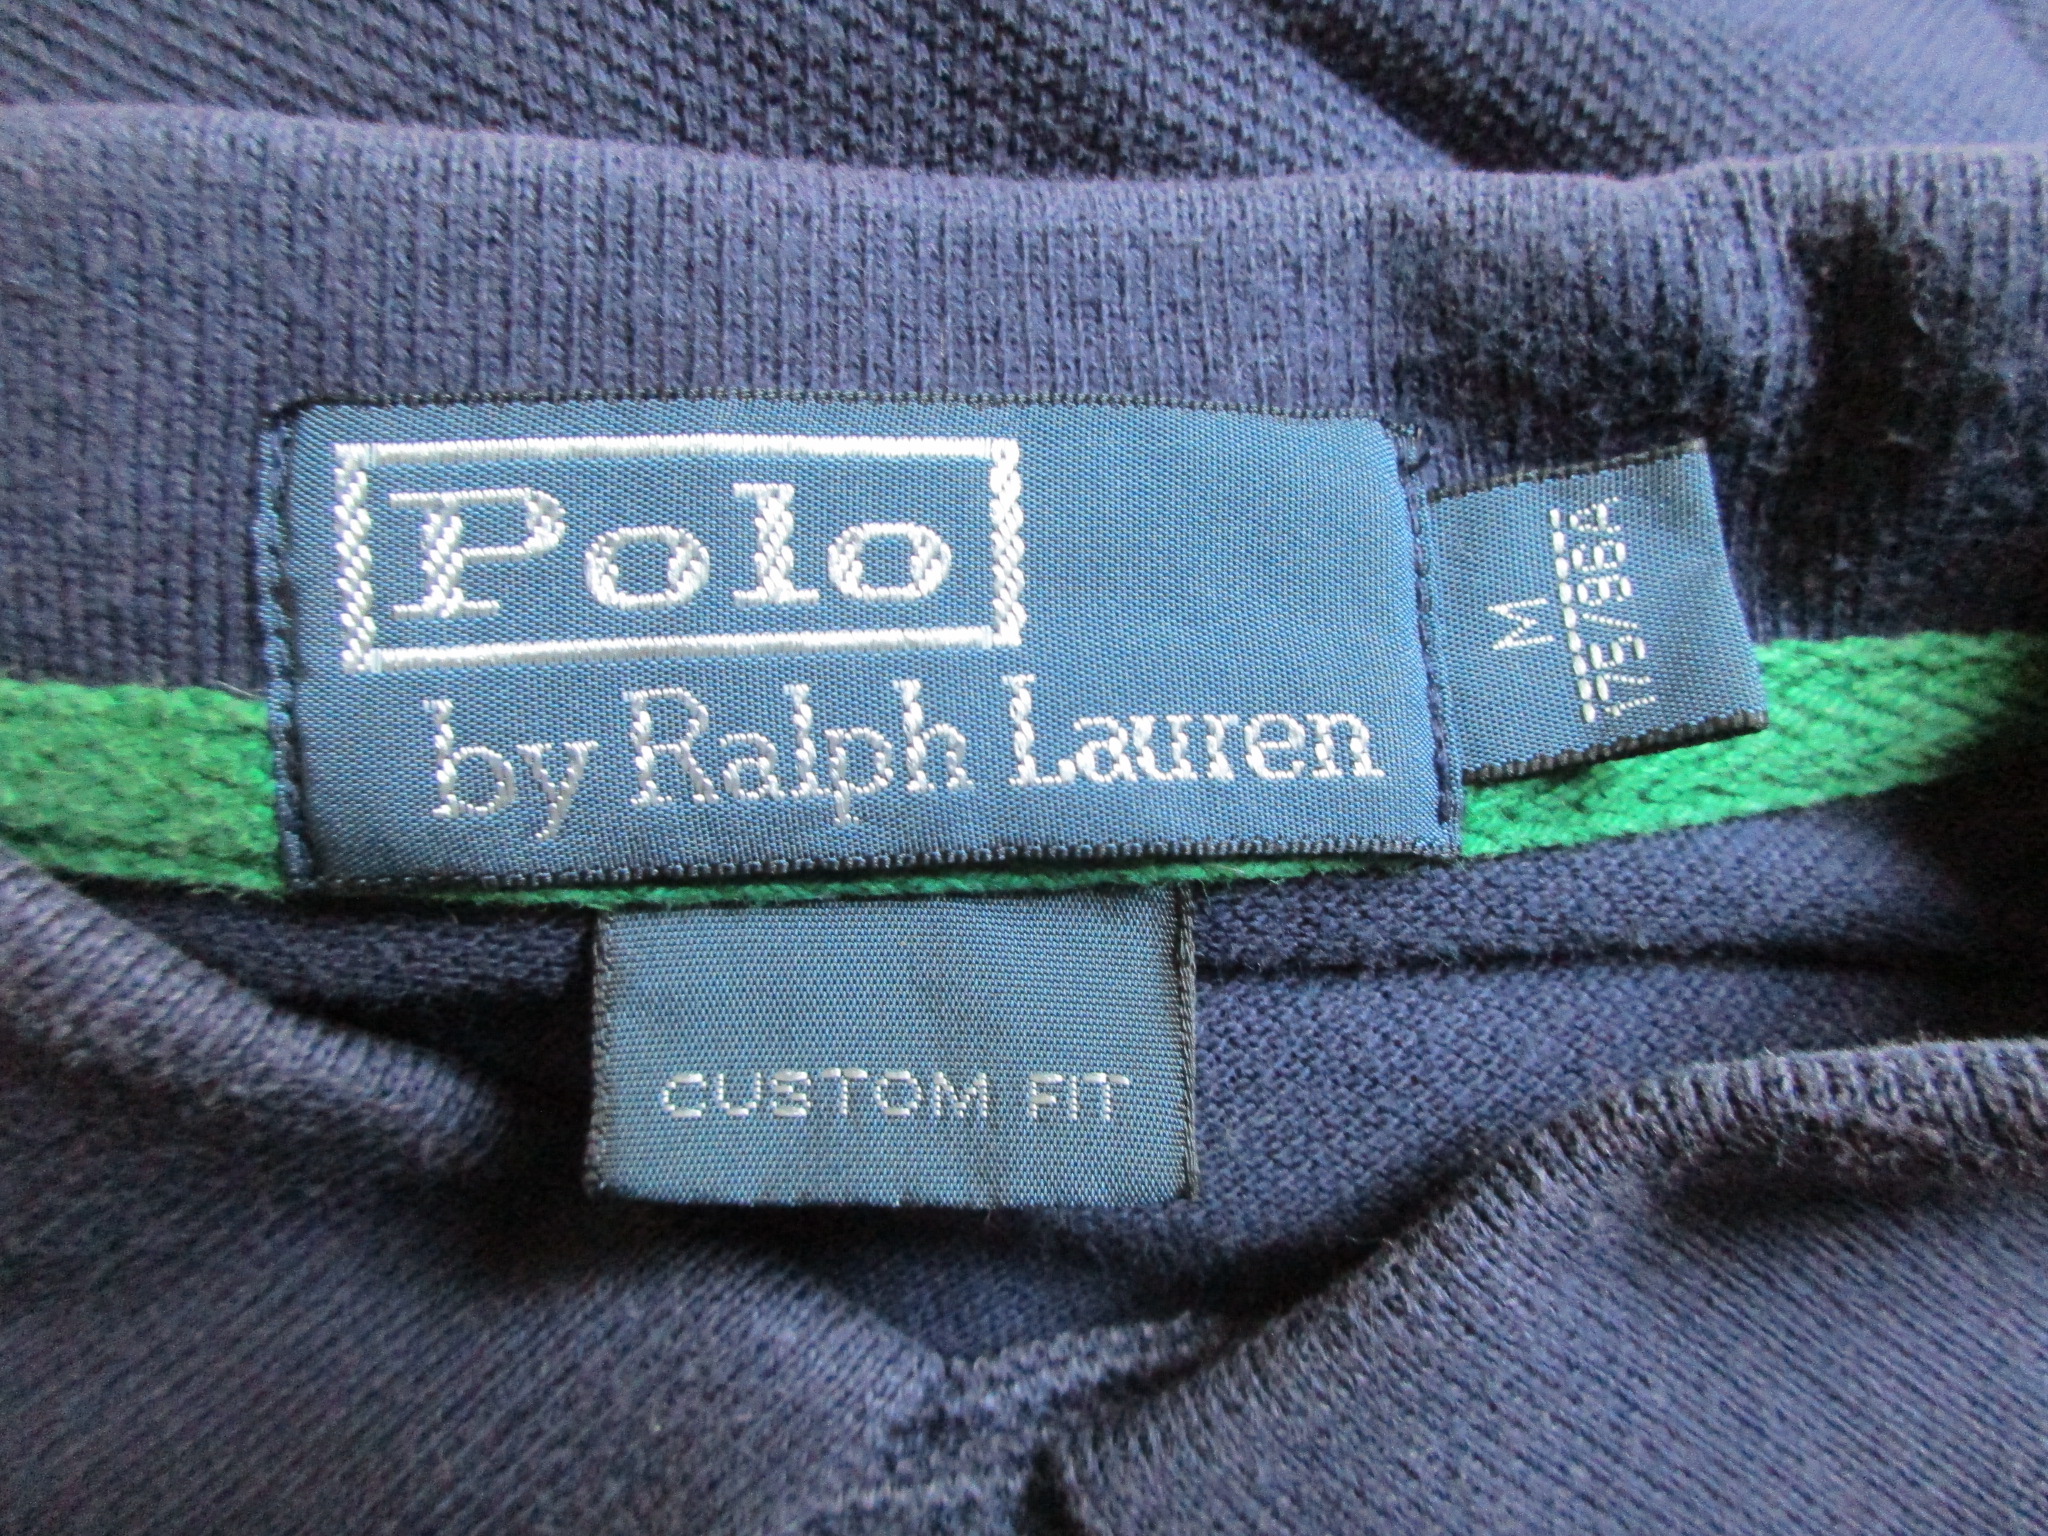 Polo
by Ralph Lauren
M
175/96A
CUSTOM FIT